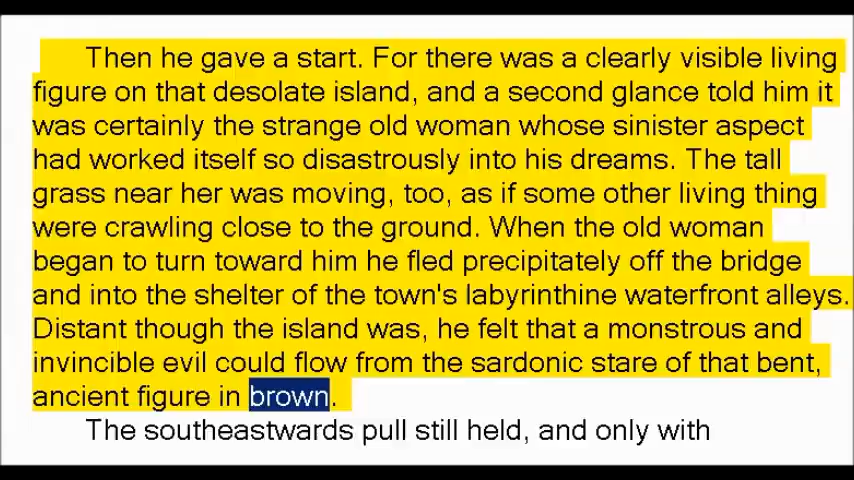 Then he gave a start. For there was a clearly visible living
figure on that desolate island, and a second glance told him it
was certainly the strange old woman whose sinister aspect
had worked itself so disastrously into his dreams. The tall
grass near her was moving, too, as if some other living thing
were crawling close to the ground. When the old woman
began to turn toward him he fled precipitately off the bridge
and into the shelter of the town's labyrinthine waterfront alleys.
Distant though the island was, he felt that a monstrous and
invincible evil could flow from the sardonic stare of that bent,
ancient figure in brown.
The southeastwards pull still held, and only with